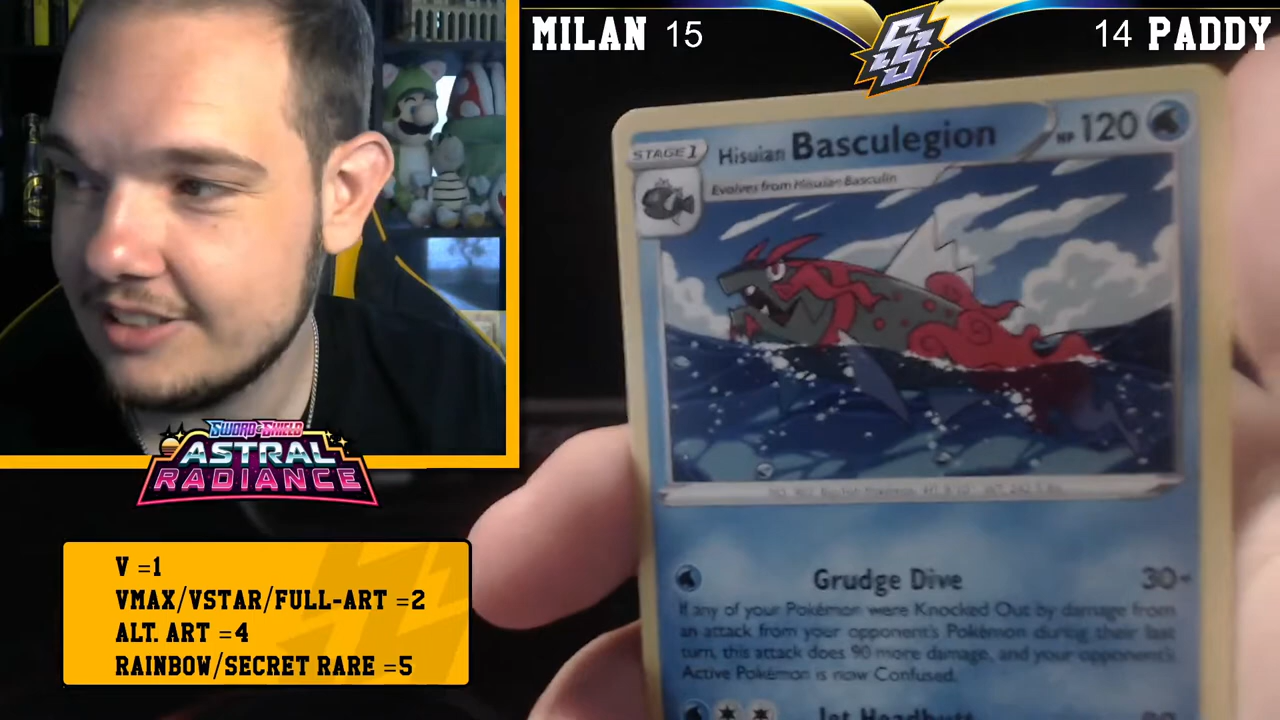 MILAN 15
14 PADDY
STAGE 1
Hisuian Basculegion
HP 120
Evolves from Hisuian Basculin
Grudge Dive 30+
If any of your Pokémon were Knocked Out by damage from
an attack from your opponent's Pokémon during their last
turn, this attack does 90 more damage, and your opponent's
Active Pokémon is now Confused.
Jet Headbutt
SWORD & SHIELD
ASTRAL
RADIANCE
V =1
VMAX/VSTAR/FULL-ART =2
ALT. ART =4
RAINBOW/SECRET RARE =5